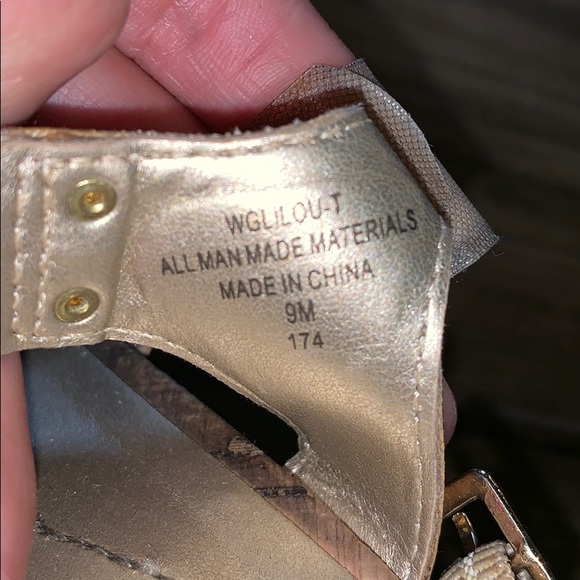 WGLILOU-T
ALL MAN MADE MATERIALS
MADE IN CHINA
9M
174